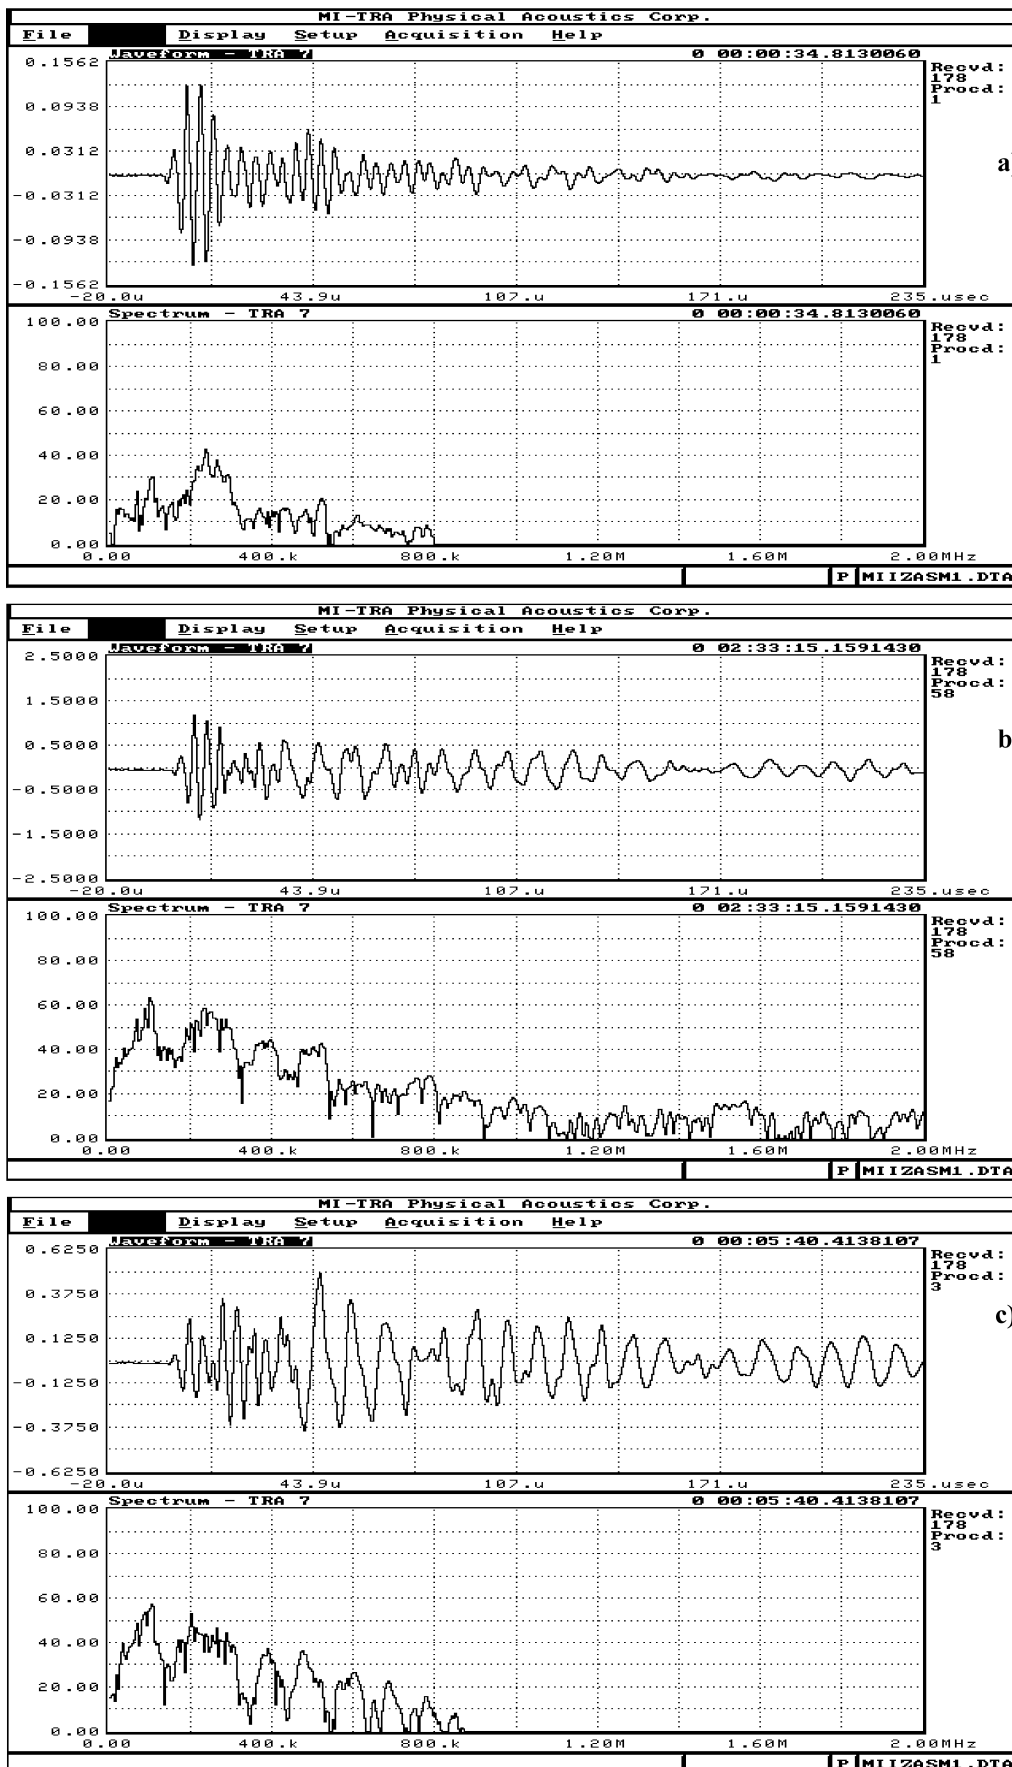 MI-TRA Physical Acoustics Corp.
File Display Setup Acquisition Help
Waveform - TRA 7 0 00:00:34.8130060
0.1562
0.0938
0.0312
-0.0312
-0.0938
-0.1562
Recvd:
178
Procd:
1
a)
-20.0u 43.9u 107.u 171.u 235.usec
Spectrum - TRA 7 0 00:00:34.8130060
100.00
80.00
60.00
40.00
20.00
0.00
Recvd:
178
Procd:
1
0.00 400.k 800.k 1.20M 1.60M 2.00MHz
P MIIZASM1.DTA
MI-TRA Physical Acoustics Corp.
File Display Setup Acquisition Help
Waveform - TRA 7 0 02:33:15.1591430
2.5000
1.5000
0.5000
-0.5000
-1.5000
-2.5000
Recvd:
178
Procd:
58
b
-20.0u 43.9u 107.u 171.u 235.usec
Spectrum - TRA 7 0 02:33:15.1591430
100.00
80.00
60.00
40.00
20.00
0.00
Recvd:
178
Procd:
58
0.00 400.k 800.k 1.20M 1.60M 2.00MHz
P MIIZASM1.DTA
MI-TRA Physical Acoustics Corp.
File Display Setup Acquisition Help
Waveform - TRA 7 0 00:05:40.4138107
0.6250
0.3750
0.1250
-0.1250
-0.3750
-0.6250
Recvd:
178
Procd:
3
c)
-20.0u 43.9u 107.u 171.u 235.usec
Spectrum - TRA 7 0 00:05:40.4138107
100.00
80.00
60.00
40.00
20.00
0.00
Recvd:
178
Procd:
3
0.00 400.k 800.k 1.20M 1.60M 2.00MHz
P MIIZASM1.DTA